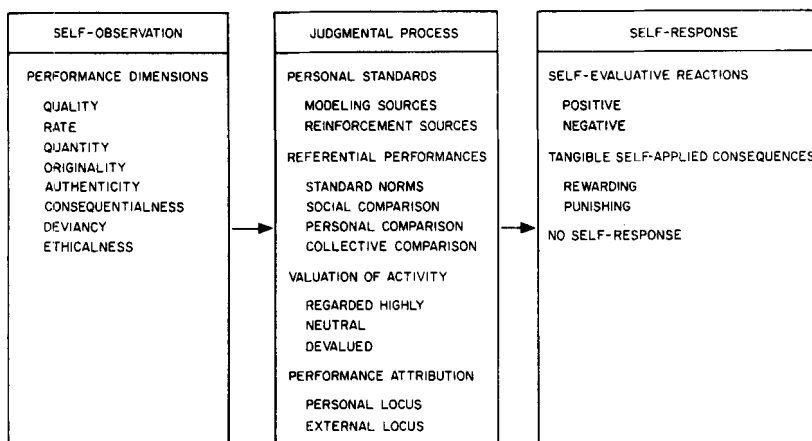 SELF-OBSERVATION
PERFORMANCE DIMENSIONS
QUALITY
RATE
QUANTITY
ORIGINALITY
AUTHENTICITY
CONSEQUENTIALNESS
DEVIANCY
ETHICALNESS
JUDGMENTAL PROCESS
PERSONAL STANDARDS
MODELING SOURCES
REINFORCEMENT SOURCES
REFERENTIAL PERFORMANCES
STANDARD NORMS
SOCIAL COMPARISON
PERSONAL COMPARISON
COLLECTIVE COMPARISON
VALUATION OF ACTIVITY
REGARDED HIGHLY
NEUTRAL
DEVALUED
PERFORMANCE ATTRIBUTION
PERSONAL LOCUS
EXTERNAL LOCUS
SELF-RESPONSE
SELF-EVALUATIVE REACTIONS
POSITIVE
NEGATIVE
TANGIBLE SELF-APPLIED CONSEQUENCES
REWARDING
PUNISHING
NO SELF-RESPONSE